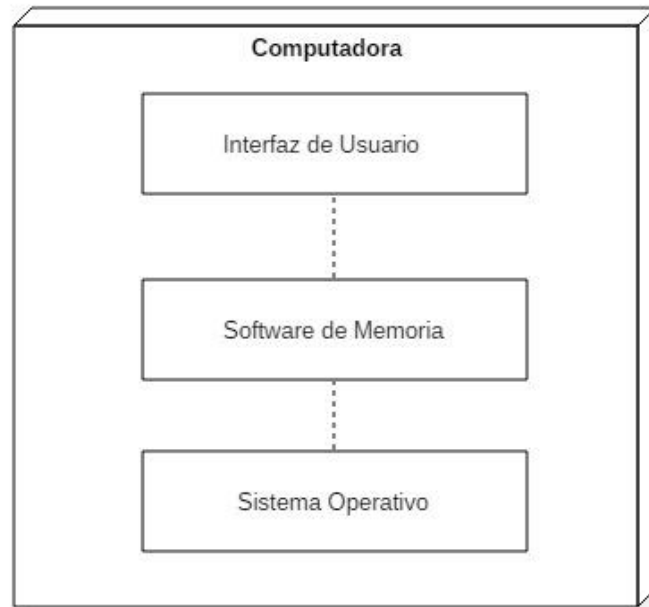 Computadora
Interfaz de Usuario
Software de Memoria
Sistema Operativo